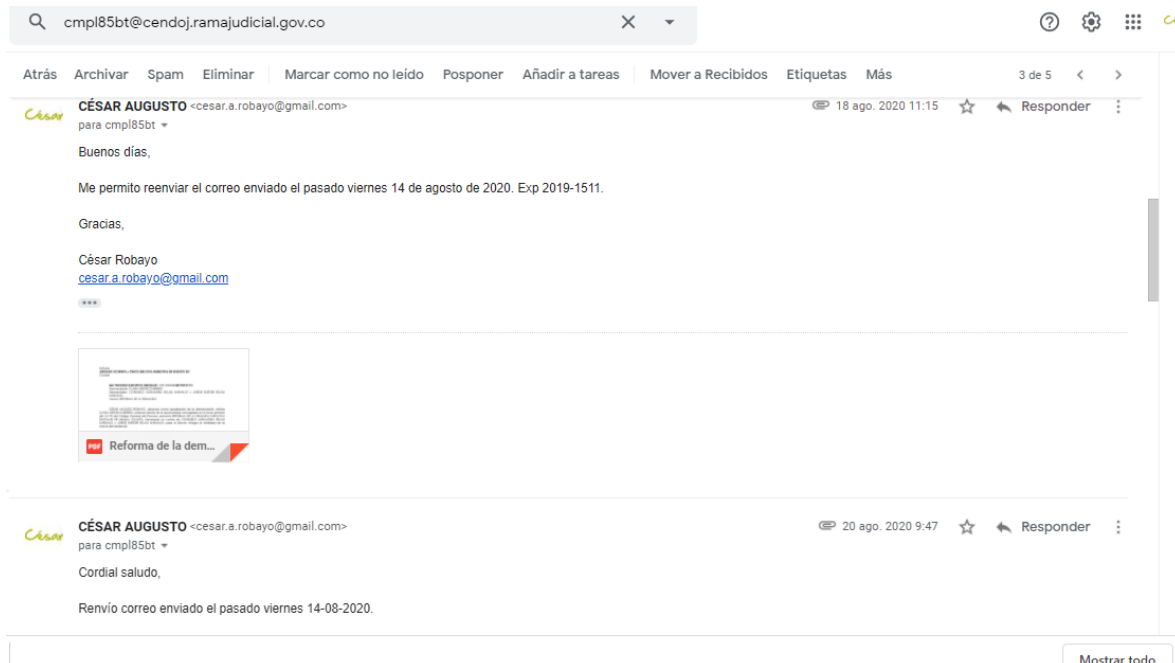 cmpl85bt@cendoj.ramajudicial.gov.co
Atrás Archivar Spam Eliminar Marcar como no leído Posponer Añadir a tareas Mover a Recibidos Etiquetas Más 3 de 5
César
CÉSAR AUGUSTO <cesar.a.robayo@gmail.com> 18 ago. 2020 11:15 Responder
para cmpl85bt
Buenos días,
Me permito reenviar el correo enviado el pasado viernes 14 de agosto de 2020. Exp 2019-1511.
Gracias,
César Robayo
cesar.a.robayo@gmail.com
PDF Reforma de la dem...
César
CÉSAR AUGUSTO <cesar.a.robayo@gmail.com> 20 ago. 2020 9:47 Responder
para cmpl85bt
Cordial saludo,
Renvío correo enviado el pasado viernes 14-08-2020.
Mostrar todo